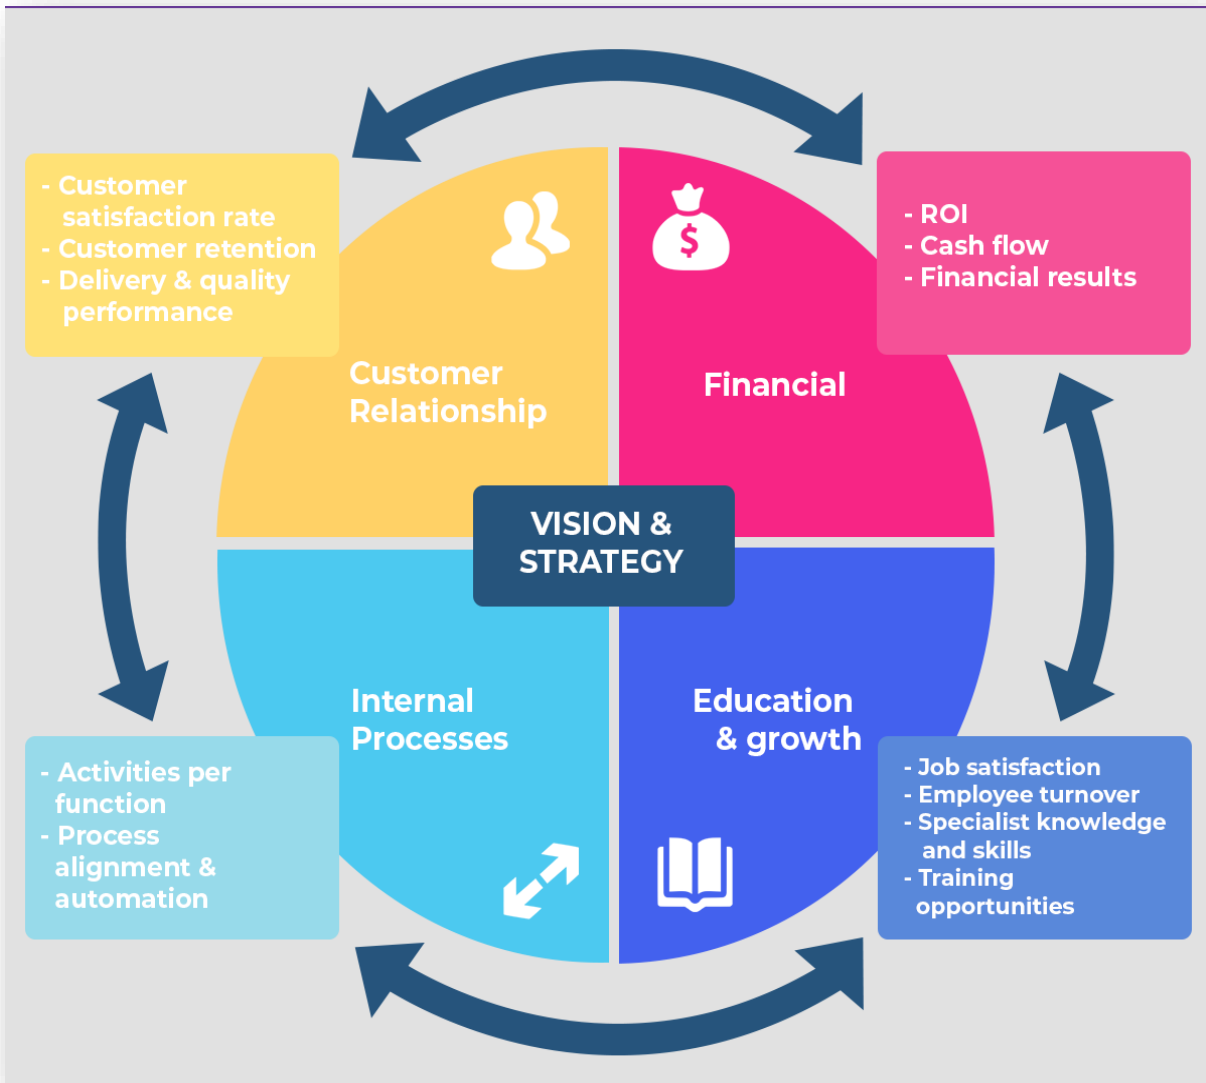 - Customer
satisfaction rate
- Customer retention
- Delivery & quality
performance
- ROI
- Cash flow
- Financial results
$
Customer
Relationship
Financial
VISION &
STRATEGY
Internal
Processes
Education
& growth
- Activities per
function
- Process
alignment &
automation
- Job satisfaction
- Employee turnover
- Specialist knowledge
and skills
- Training
opportunities